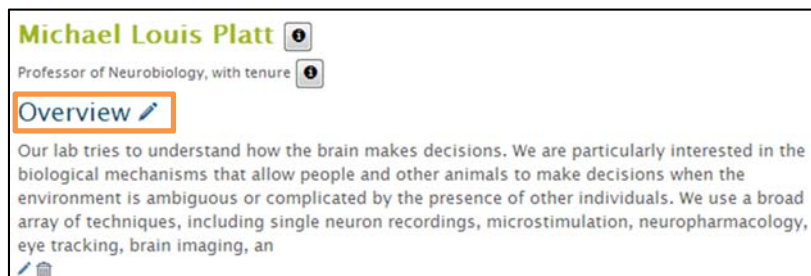 Michael Louis Platt
Professor of Neurobiology, with tenure
Overview
Our lab tries to understand how the brain makes decisions. We are particularly interested in the
biological mechanisms that allow people and other animals to make decisions when the
environment is ambiguous or complicated by the presence of other individuals. We use a broad
array of techniques, including single neuron recordings, microstimulation, neuropharmacology,
eye tracking, brain imaging, an